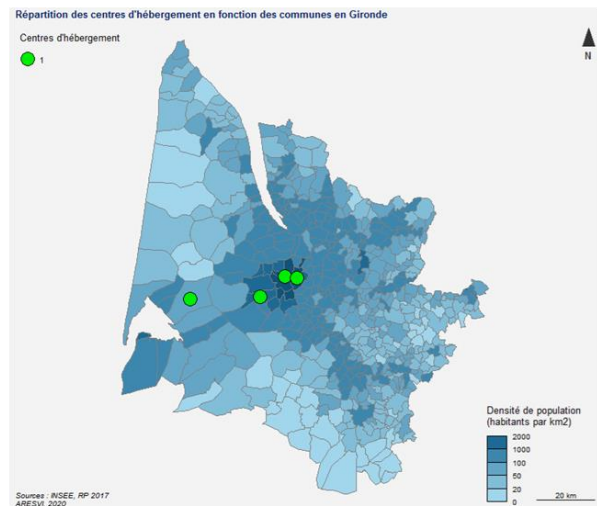 Répartition des centres d'hébergement en fonction des communes en Gironde
Centres d'hébergement
1
N
Densité de population
(habitants par km2)
2000
1000
100
50
20
0
20 km
Sources : INSEE, RP 2017
ARESVI, 2020